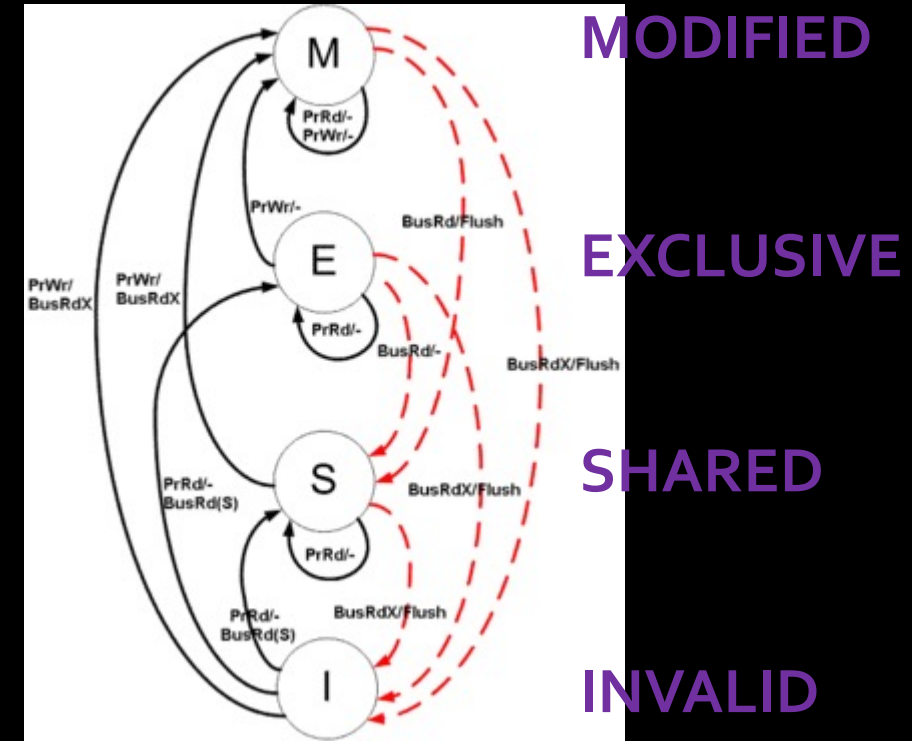 MODIFIED
M
PrRd/-
PrWr/-
PrWr/-
BusRd/Flush
EXCLUSIVE
E
PrWr/
BusRdX
PrWr/
BusRdX
PrRd/-
BusRd/-
BusRdX/Flush
SHARED
S
PrRd/-
BusRd(S)
BusRdX/Flush
PrRd/-
PrRd/-
BusRd(S)
BusRdX/Flush
INVALID
I